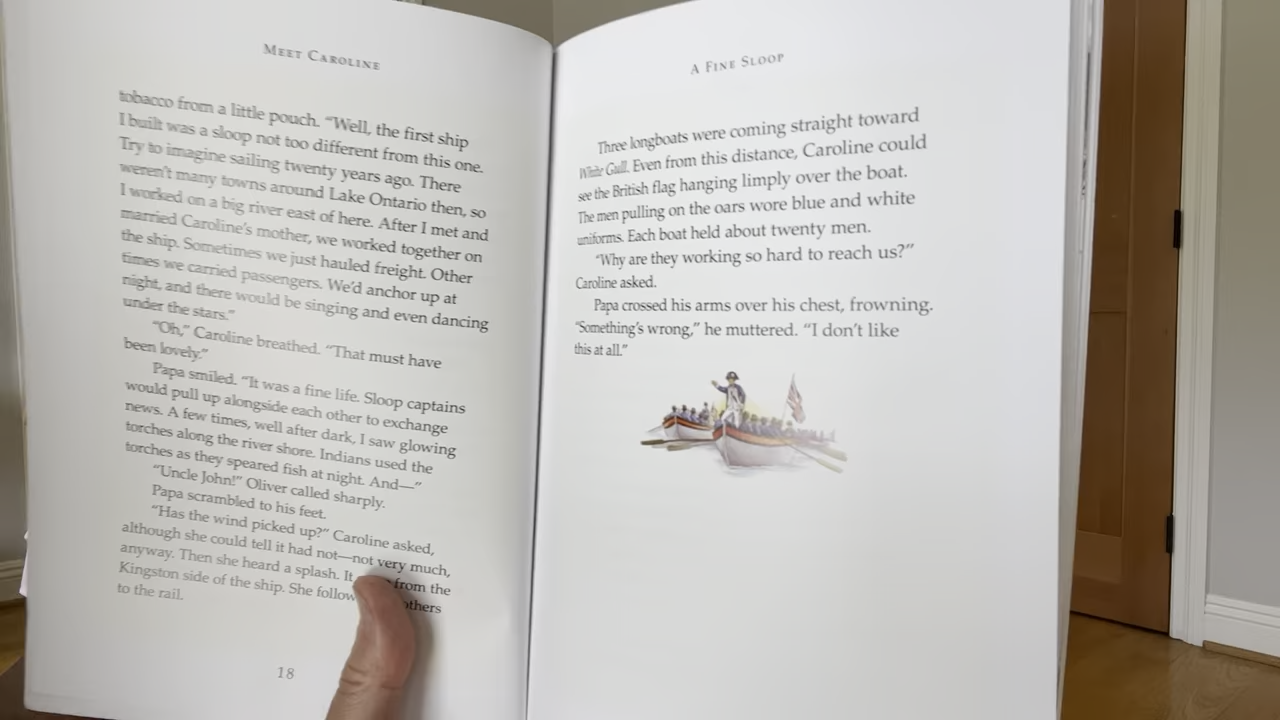 MEET CAROLINE
tobacco from a little pouch. “Well, the first ship
I built was a sloop not too different from this one.
Try to imagine sailing twenty years ago. There
weren’t many towns around Lake Ontario then, so
I worked on a big river east of here. After I met and
married Caroline’s mother, we worked together on
the ship. Sometimes we just hauled freight. Other
times we carried passengers. We’d anchor up at
night, and there would be singing and even dancing
under the stars.”
“Oh,” Caroline breathed. “That must have
been lovely.”
Papa smiled. “It was a fine life. Sloop captains
would pull up alongside each other to exchange
news. A few times, well after dark, I saw glowing
torches along the river shore. Indians used the
torches as they speared fish at night. And—”
“Uncle John!” Oliver called sharply.
Papa scrambled to his feet.
“Has the wind picked up?” Caroline asked,
although she could tell it had not—not very much,
anyway. Then she heard a splash. It from the
Kingston side of the ship. She follow others
to the rail.
18
A FINE SLOOP
Three longboats were coming straight toward
White Gull. Even from this distance, Caroline could
see the British flag hanging limply over the boat.
The men pulling on the oars wore blue and white
uniforms. Each boat held about twenty men.
“Why are they working so hard to reach us?”
Caroline asked.
Papa crossed his arms over his chest, frowning.
“Something’s wrong,” he muttered. “I don’t like
this at all.”